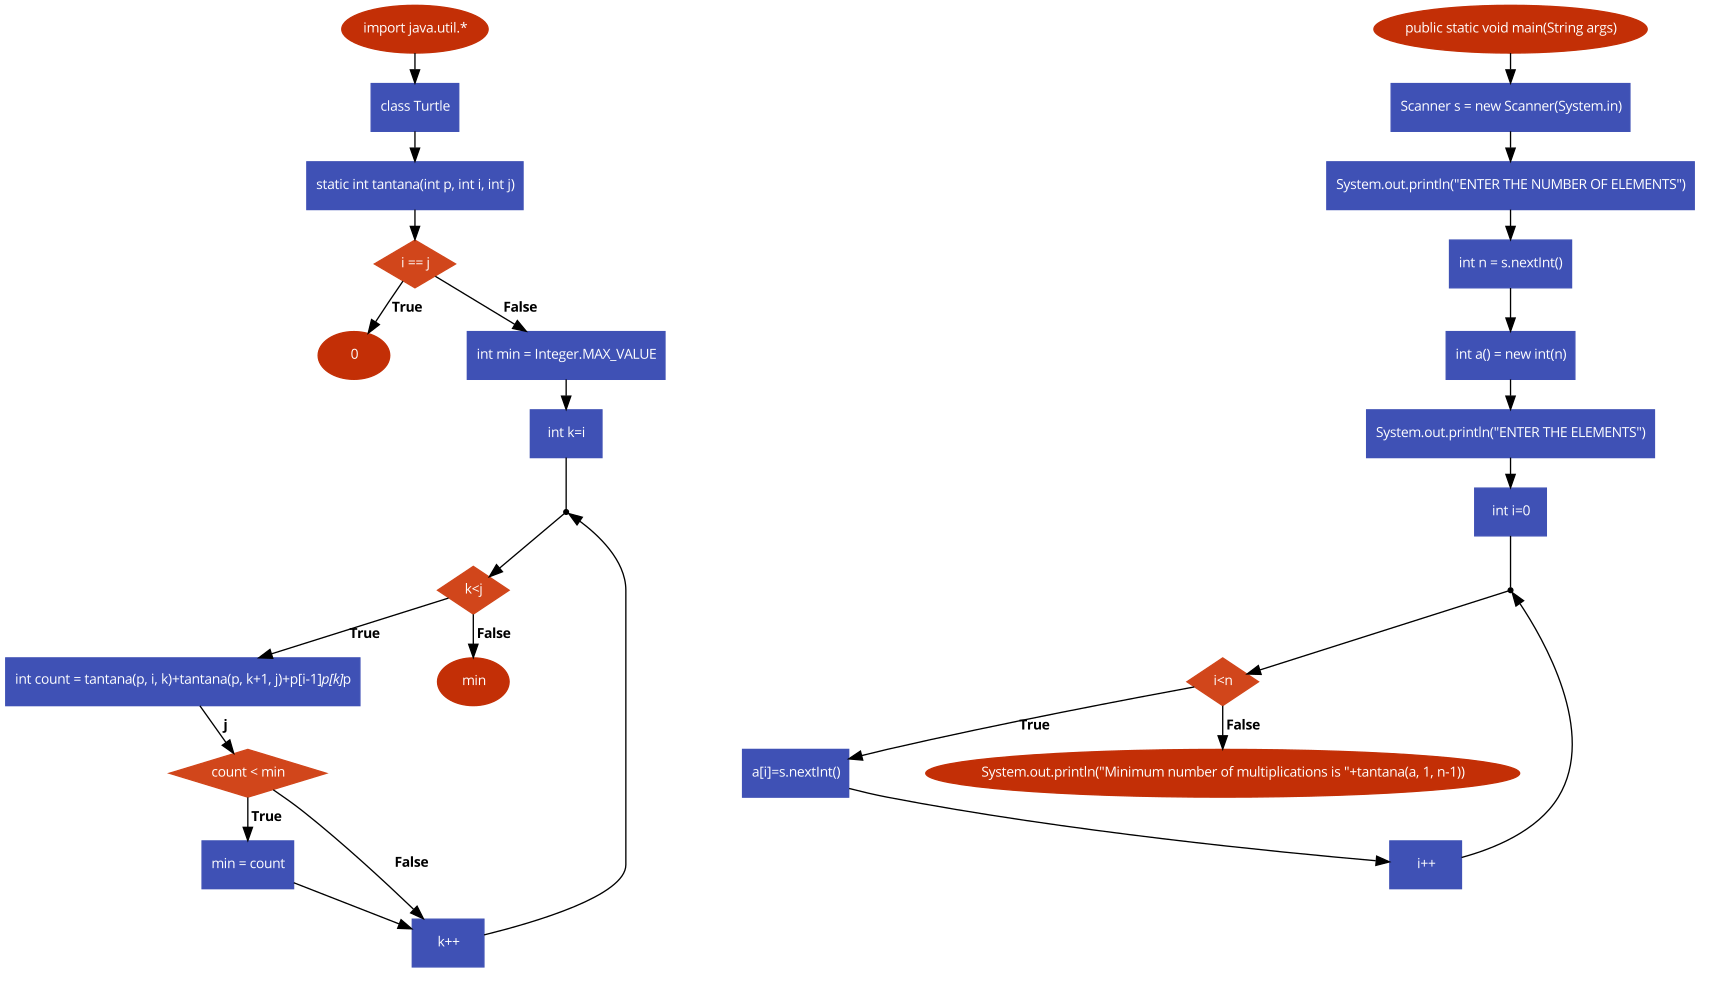 import java.util.*
class Turtle
static int tantana(int p, int i, int j)
i == j
True
False
0
int min = Integer.MAX_VALUE
int k=i
k<j
True
False
int count = tantana(p, i, k)+tantana(p, k+1, j)+p[i-1]p[k]p
min
j
count < min
True
False
min = count
k++
public static void main(String args)
Scanner s = new Scanner(System.in)
System.out.println("ENTER THE NUMBER OF ELEMENTS")
int n = s.nextInt()
int a() = new int(n)
System.out.println("ENTER THE ELEMENTS")
int i=0
i<n
True
False
a[i]=s.nextInt()
System.out.println("Minimum number of multiplications is "+tantana(a, 1, n-1))
i++